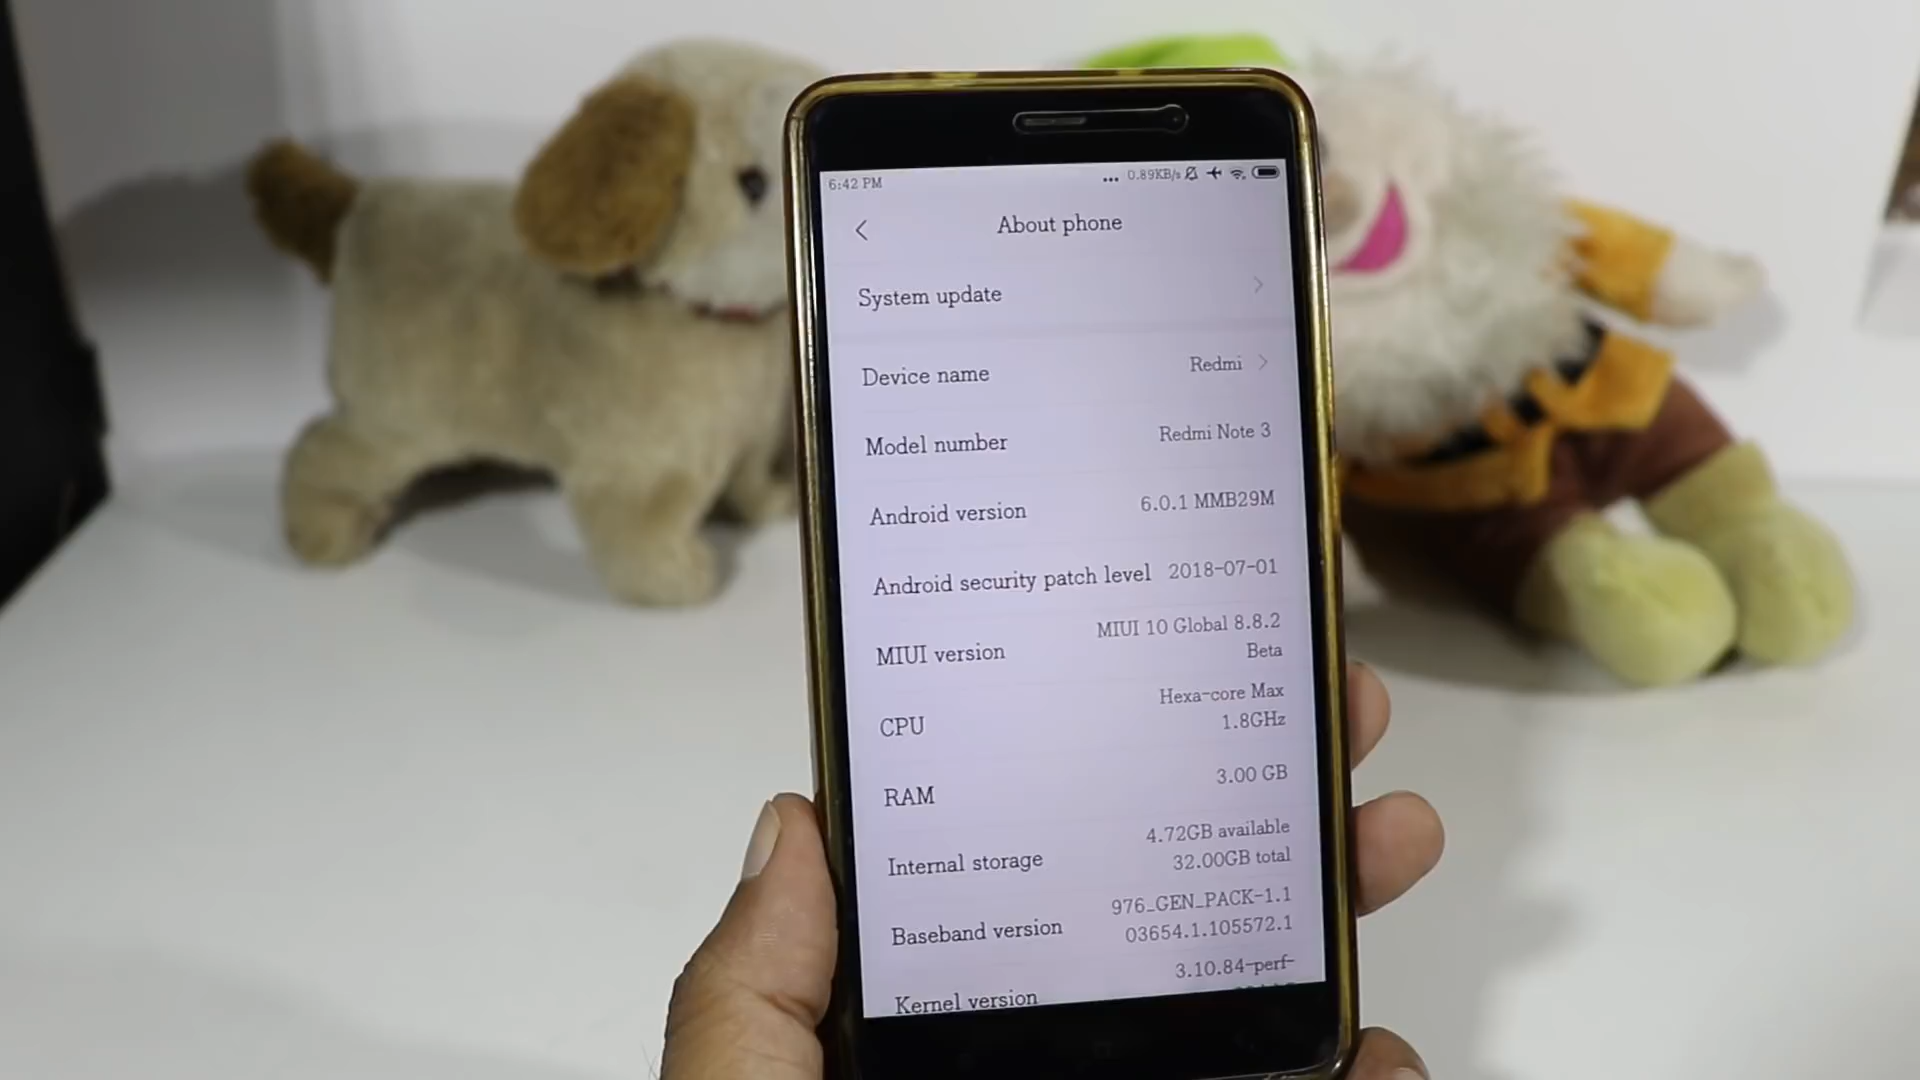 6:42 PM
0.89KB/s
About phone
System update
Device name
Redmi
Model number
Redmi Note 3
Android version
6.0.1 MMB29M
Android security patch level
2018-07-01
MIUI version
MIUI 10 Global 8.8.2
Beta
CPU
Hexa-core Max
1.8GHz
RAM
3.00 GB
Internal storage
4.72GB available
32.00GB total
Baseband version
976_GEN_PACK-1.1
03654.1.105572.1
Kernel version
3.10.84-perf-